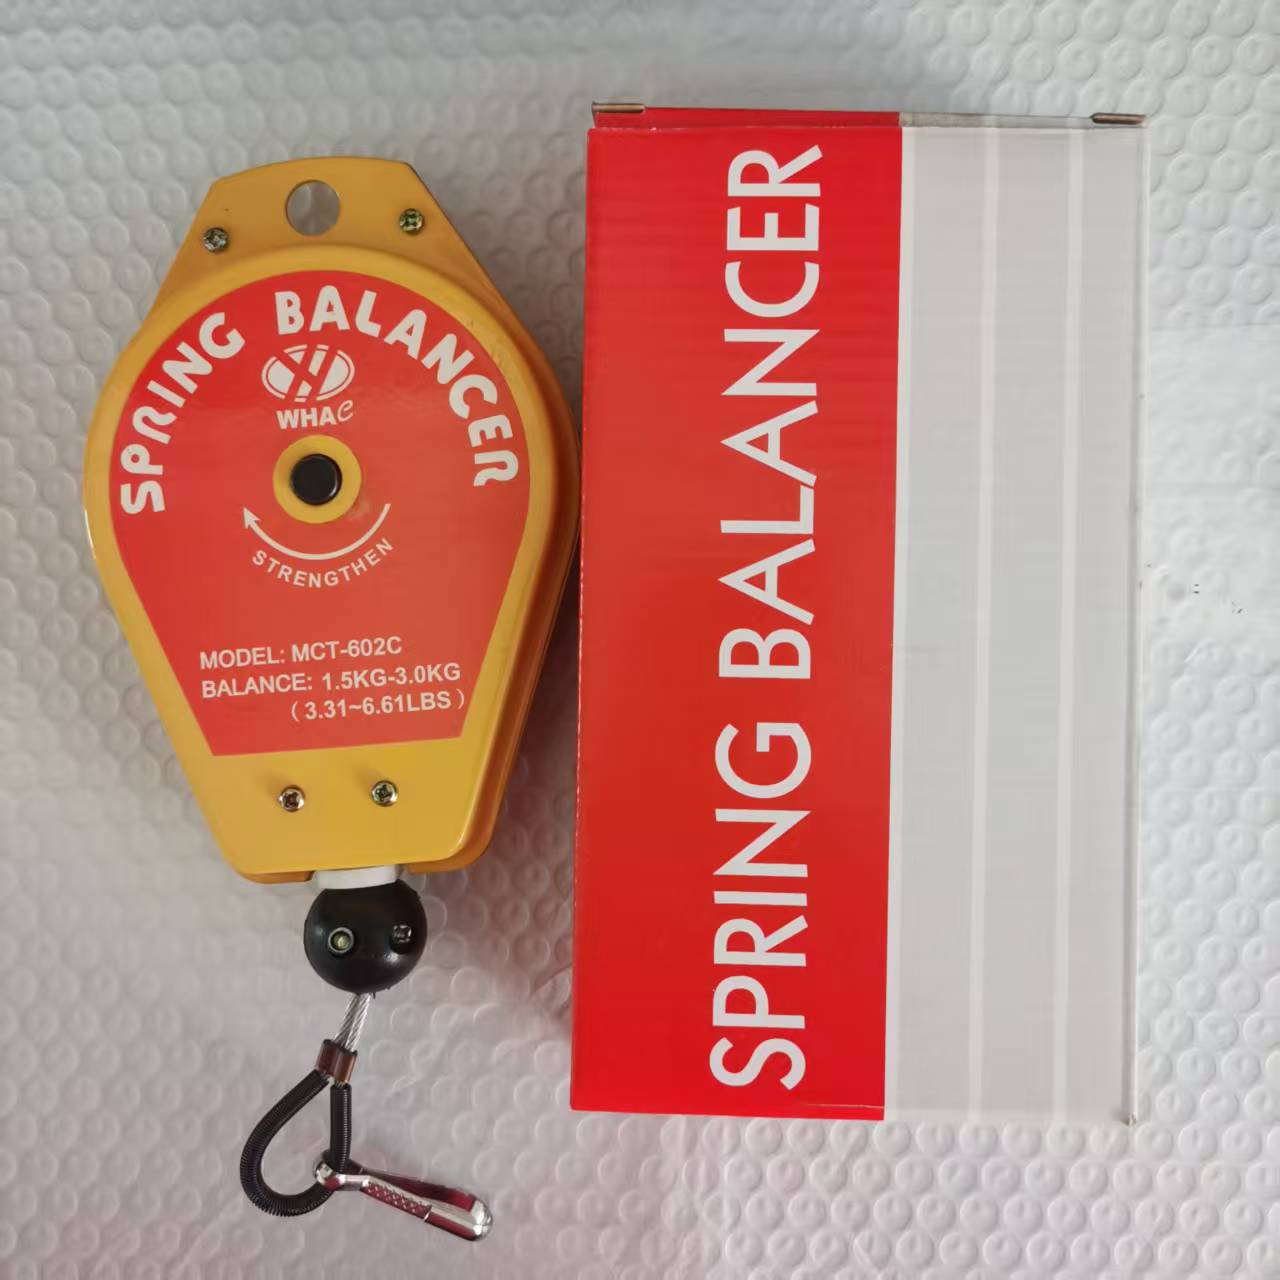 SPRING BALANCER
WHAC
STRENGTHEN
MODEL: MCT-602C
BALANCE: 1.5KG-3.0KG
(3.31~6.61LBS)
SPRING BALANCER